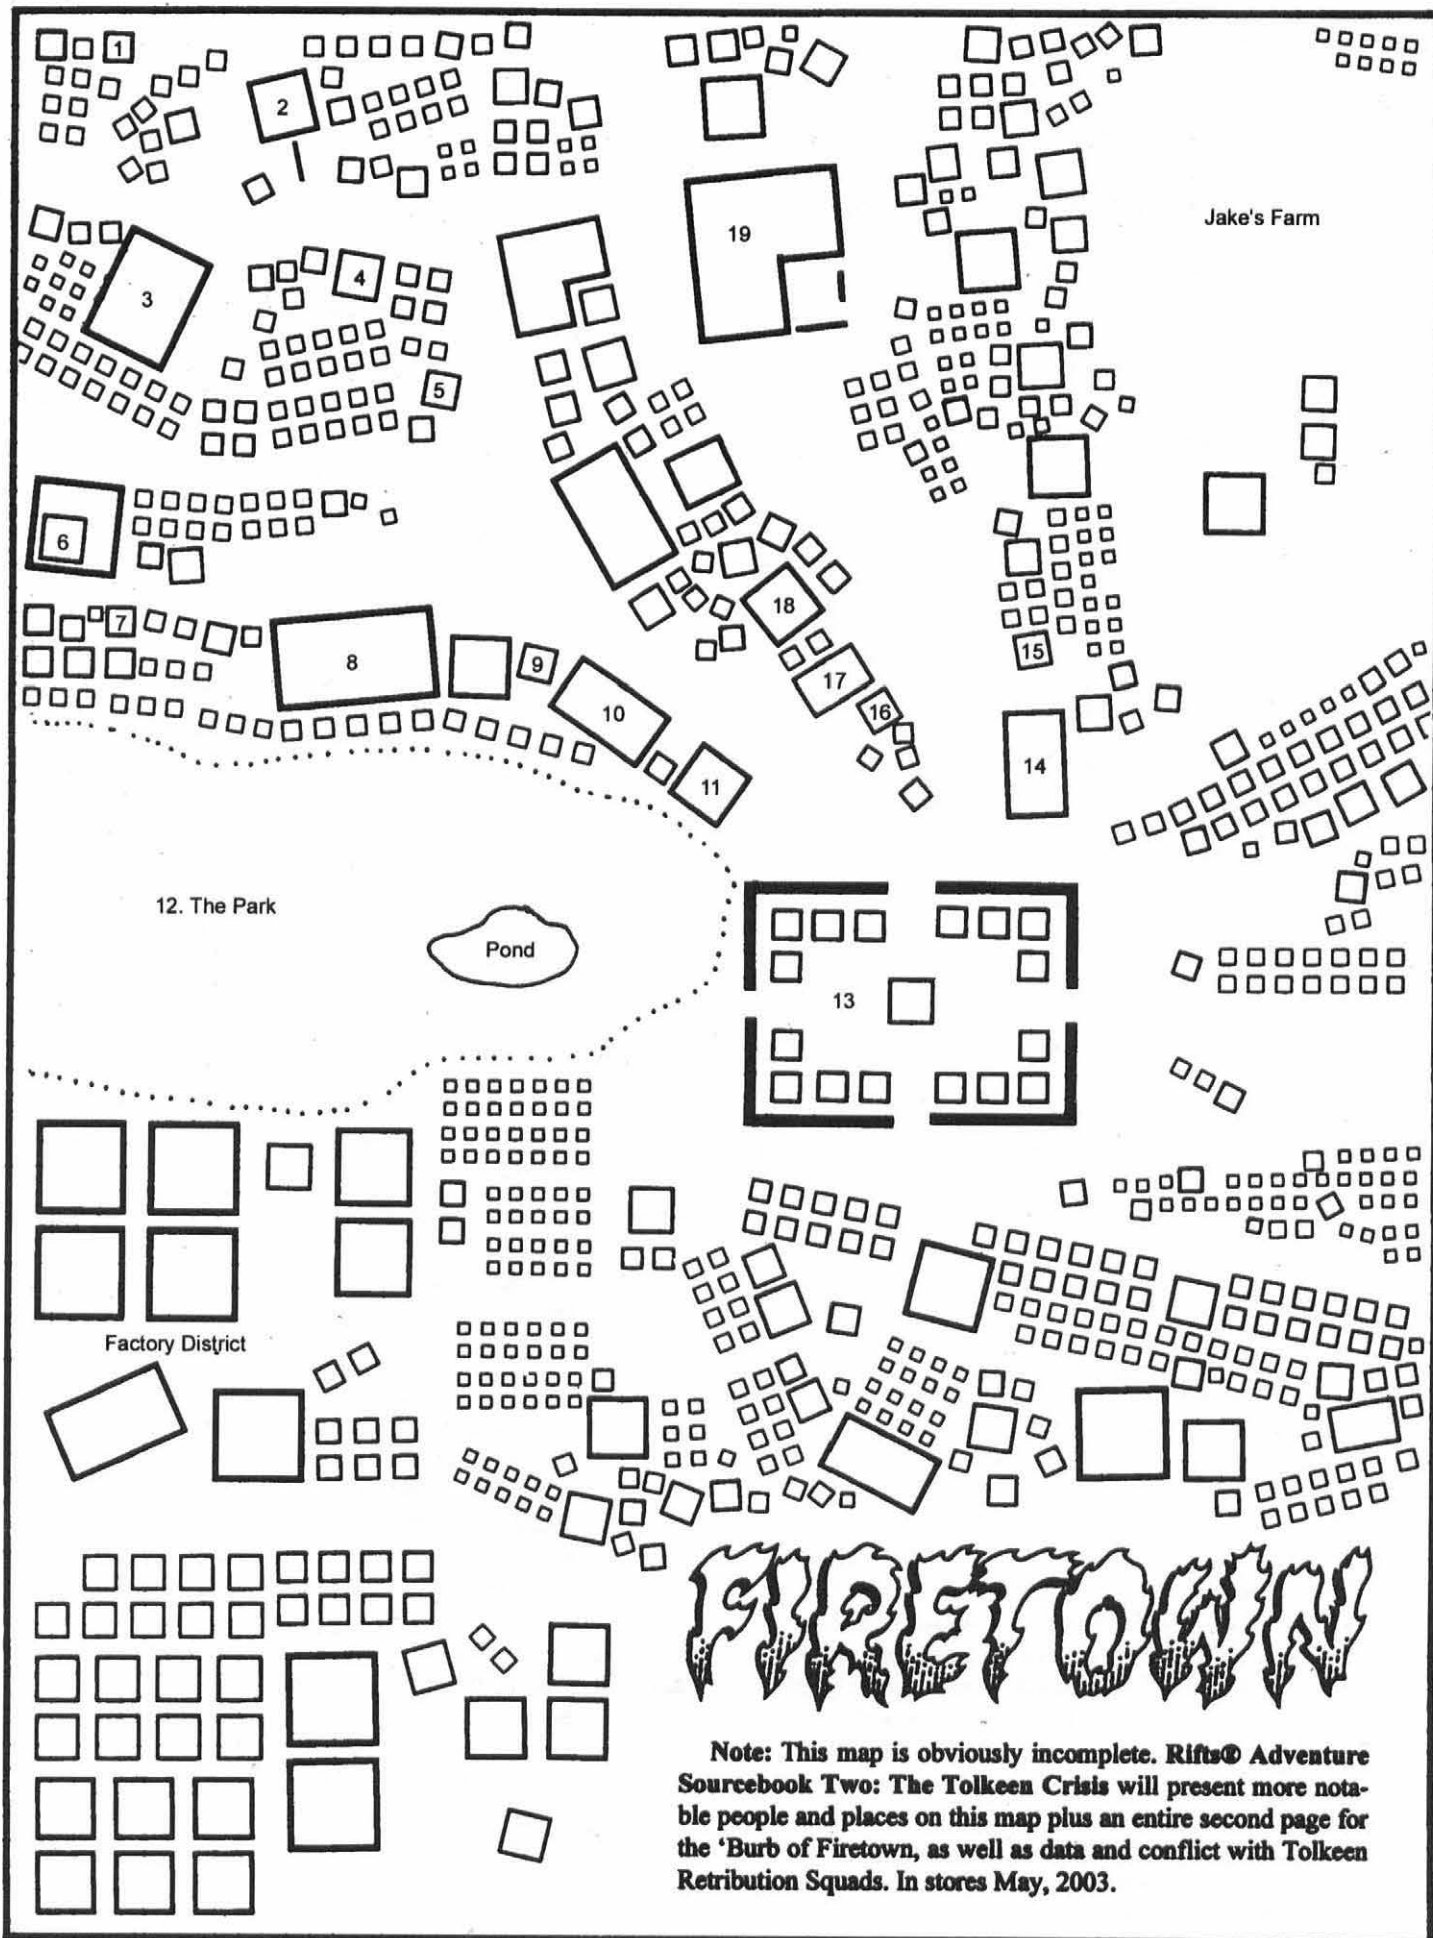 1
2
19
Jake's Farm
3
4
5
6
7
18
8
9
15
17
10
16
11
14
12. The Park
Pond
13
Factory District
FIRETOWN
Note: This map is obviously incomplete. Rifts® Adventure
Sourcebook Two: The Tolkeen Crisis will present more nota-
ble people and places on this map plus an entire second page for
the ‘Burb of Firetown, as well as data and conflict with Tolkeen
Retribution Squads. In stores May, 2003.